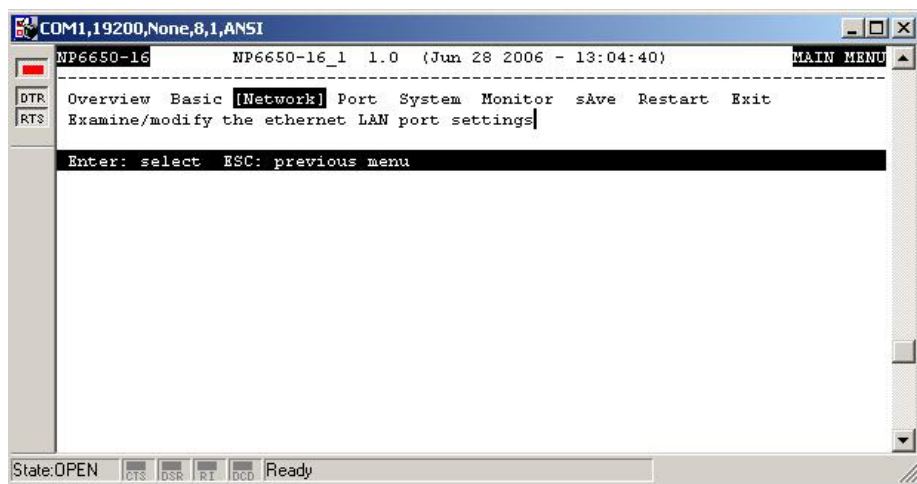 COM1,19200,None,8,1,ANSI
NP6650-16 NP6650-16_1 1.0 (Jun 28 2006 - 13:04:40) MAIN MENU
--------------------------------------------------------------------------------
DTR
RTS
Overview Basic [Network] Port System Monitor sAve Restart Exit
Examine/modify the ethernet LAN port settings
Enter: select ESC: previous menu
State:OPEN CTS DSR RI DCD Ready